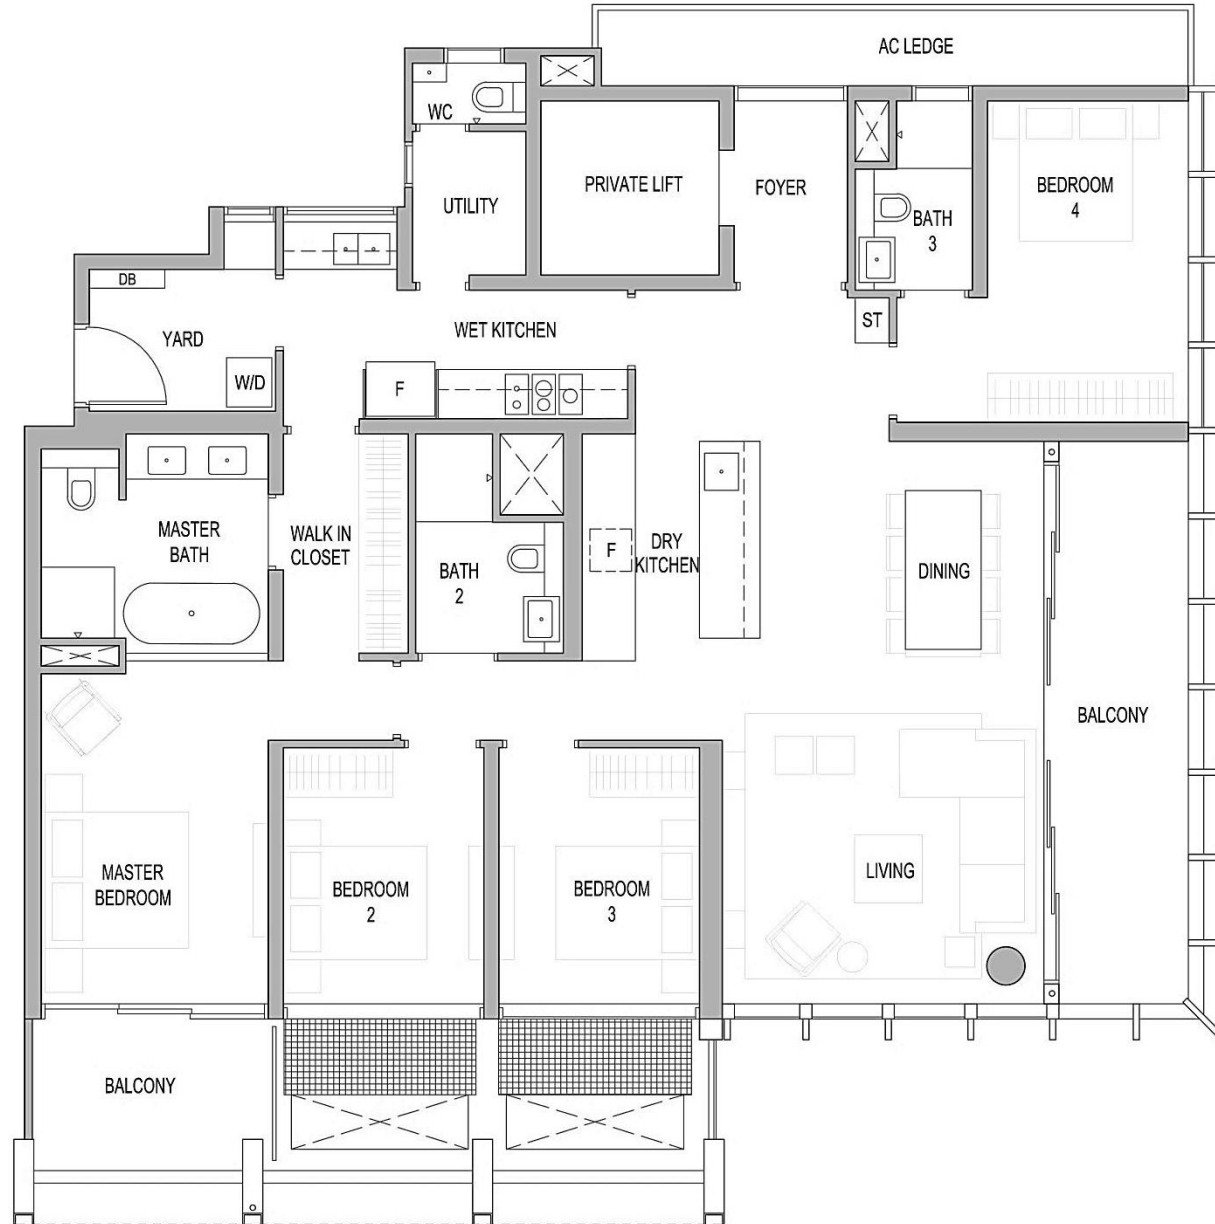 AC LEDGE
WC
UTILITY
PRIVATE LIFT
FOYER
BATH
3
BEDROOM
4
DB
YARD
W/D
WET KITCHEN
ST
F
MASTER
BATH
WALK IN
CLOSET
BATH
2
F
DRY
KITCHEN
DINING
BALCONY
MASTER
BEDROOM
BEDROOM
2
BEDROOM
3
LIVING
BALCONY